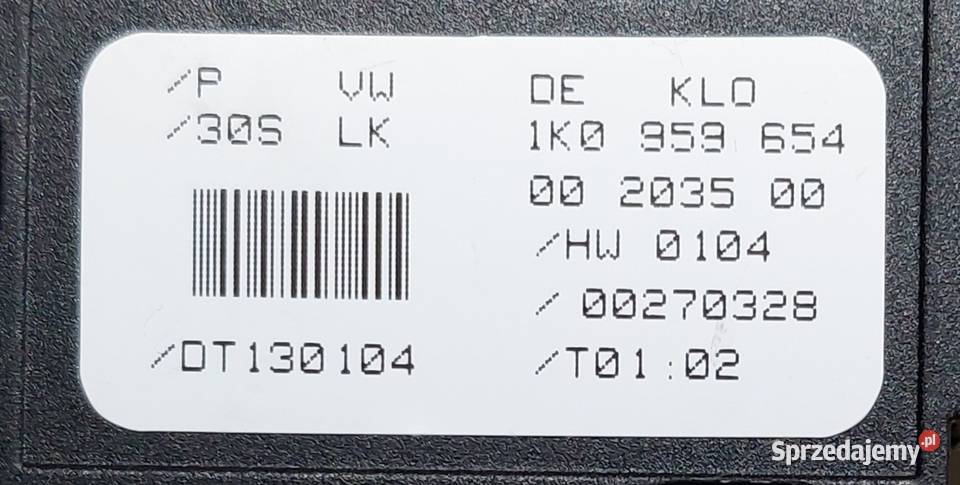 /P VW DE KLO
/30S LK 1K0 959 654
00 2035 00
/HW 0104
/ 00270328
/DT130104 /T01:02
Sprzedajemy.pl